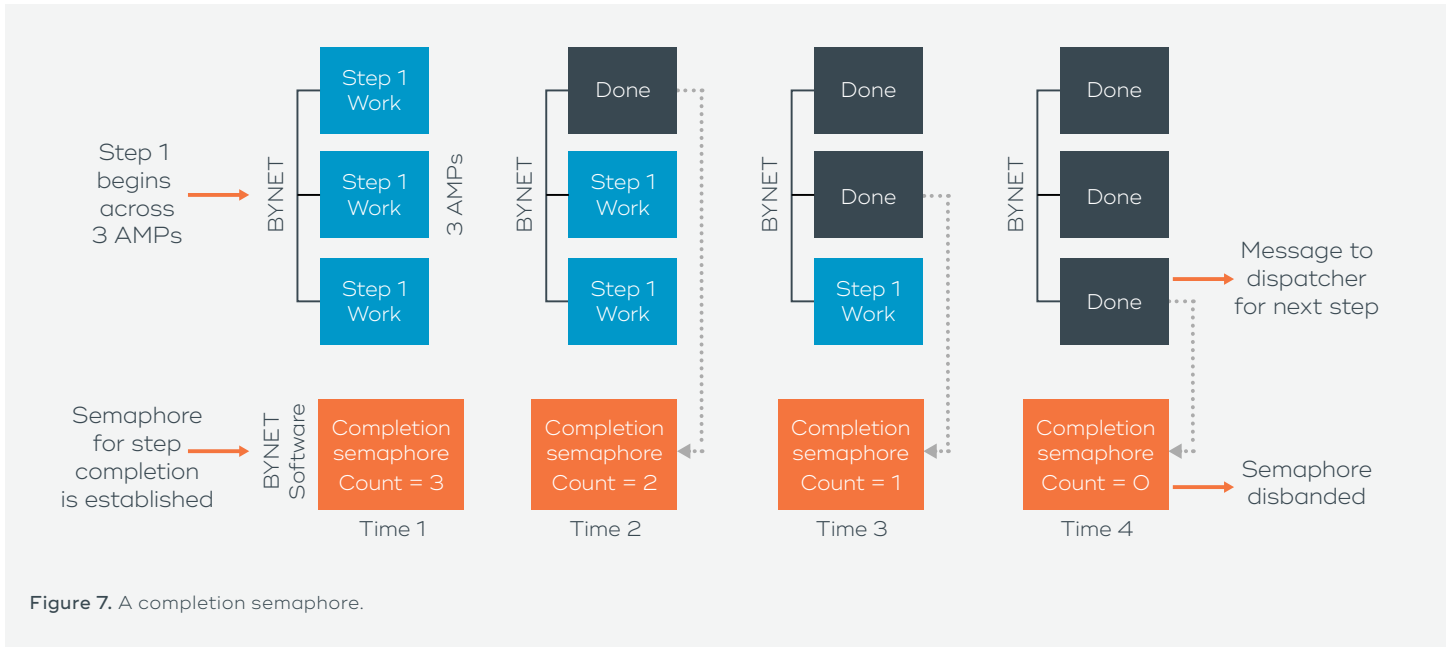 Step 1
begins
across
3 AMPs
BYNET
Step 1
Work
Step 1
Work
Step 1
Work
3 AMPs
BYNET
Done
Step 1
Work
Step 1
Work
BYNET
Done
Done
Step 1
Work
BYNET
Done
Done
Done
Message to
dispatcher
for next step
Semaphore
for step
completion
is established
BYNET
Software
Completion
semaphore
Count = 3
Time 1
Completion
semaphore
Count = 2
Time 2
Completion
semaphore
Count = 1
Time 3
Completion
semaphore
Count = 0
Time 4
Semaphore
disbanded
Figure 7. A completion semaphore.